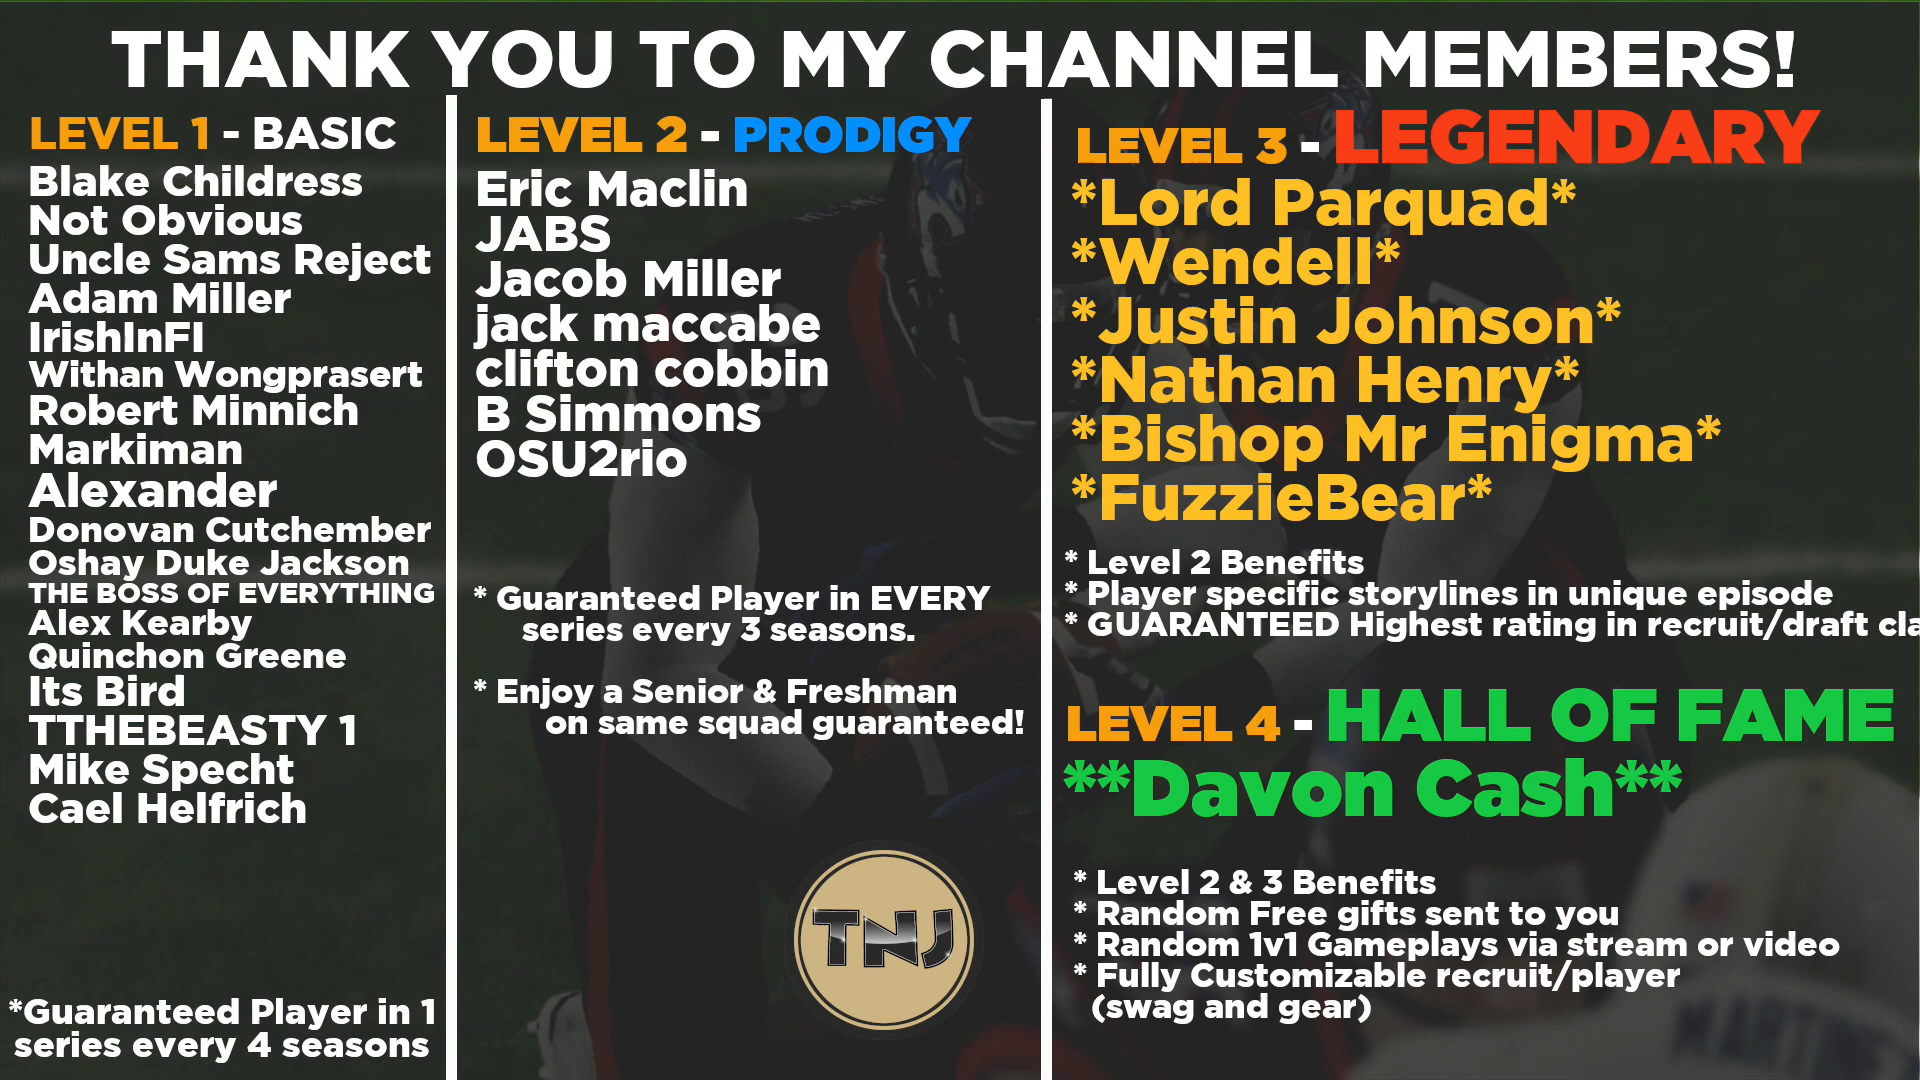 THANK YOU TO MY CHANNEL MEMBERS!
LEVEL 1 - BASIC
Blake Childress
Not Obvious
Uncle Sams Reject
Adam Miller
IrishInFl
Withan Wongprasert
Robert Minnich
Markiman
Alexander
Donovan Cutchember
Oshay Duke Jackson
THE BOSS OF EVERYTHING
Alex Kearby
Quinchon Greene
Its Bird
TTHEBEASTY 1
Mike Specht
Cael Helfrich
*Guaranteed Player in 1
series every 4 seasons
LEVEL 2 - PRODIGY
Eric Maclin
JABS
Jacob Miller
jack maccabe
clifton cobbin
B Simmons
OSU2rio
* Guaranteed Player in EVERY
series every 3 seasons.
* Enjoy a Senior & Freshman
on same squad guaranteed!
TNJ
LEVEL 3 - LEGENDARY
*Lord Parquad*
*Wendell*
*Justin Johnson*
*Nathan Henry*
*Bishop Mr Enigma*
*FuzzieBear*
* Level 2 Benefits
* Player specific storylines in unique episode
* GUARANTEED Highest rating in recruit/draft cla
LEVEL 4 - HALL OF FAME
**Davon Cash**
* Level 2 & 3 Benefits
* Random Free gifts sent to you
* Random 1v1 Gameplays via stream or video
* Fully Customizable recruit/player
(swag and gear)